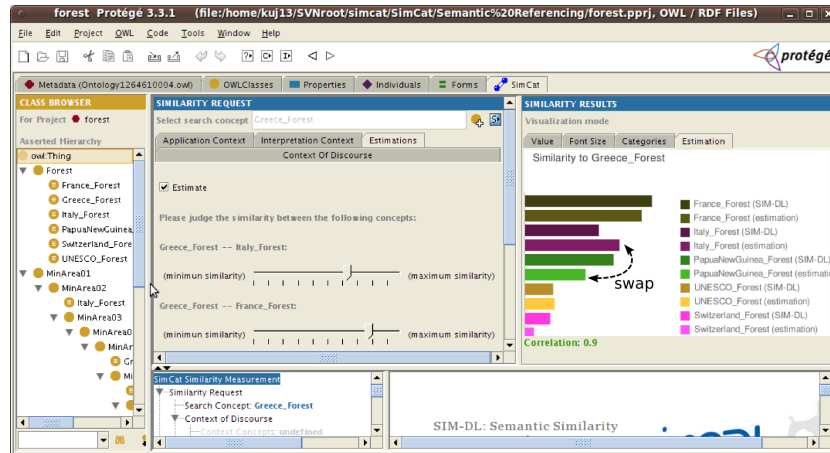 forest Protégé 3.3.1 (file:/home/kuj13/SVNroot/simcat/SimCat/Semantic%20Referencing/forest.pprj, OWL / RDF Files)
File Edit Project OWL Code Tools Window Help
protégé
Metadata (Ontology1264610004.owl) OWLClasses Properties Individuals Forms SimCat
CLASS BROWSER
For Project forest
Asserted Hierarchy
owl:Thing
Forest
France_Forest
Greece_Forest
Italy_Forest
PapuaNewGuinea
Switzerland_Fore
UNESCO_Forest
MinArea01
MinArea02
Italy_Forest
MinArea03
MinArea0
MinAr
Gr
Mi
SIMILARITY REQUEST
Select search concept Greece_Forest
Application Context Interpretation Context Estimations
Context Of Discourse
Estimate
Please judge the similarity between the following concepts:
Greece_Forest -- Italy_Forest:
(minimun similarity) (maximum similarity)
Greece_Forest -- France_Forest:
(minimun similarity) (maximum similarity)
SIMILARITY RESULTS
Visualization mode
Value Font Size Categories Estimation
Similarity to Greece_Forest
France_Forest (SIM-DL)
France_Forest (estimation)
Italy_Forest (SIM-DL)
Italy_Forest (estimation)
PapuaNewGuinea_Forest (SIM-DL)
PapuaNewGuinea_Forest (estimatio
UNESCO_Forest (SIM-DL)
UNESCO_Forest (estimation)
Switzerland_Forest (SIM-DL)
Switzerland_Forest (estimation)
swap
Correlation: 0.9
SimCat Similarity Measurement
Similarity Request
Search Concept: Greece_Forest
Context of Discourse
Context Concepts: undefined
SIM-DL: Semantic Similarity